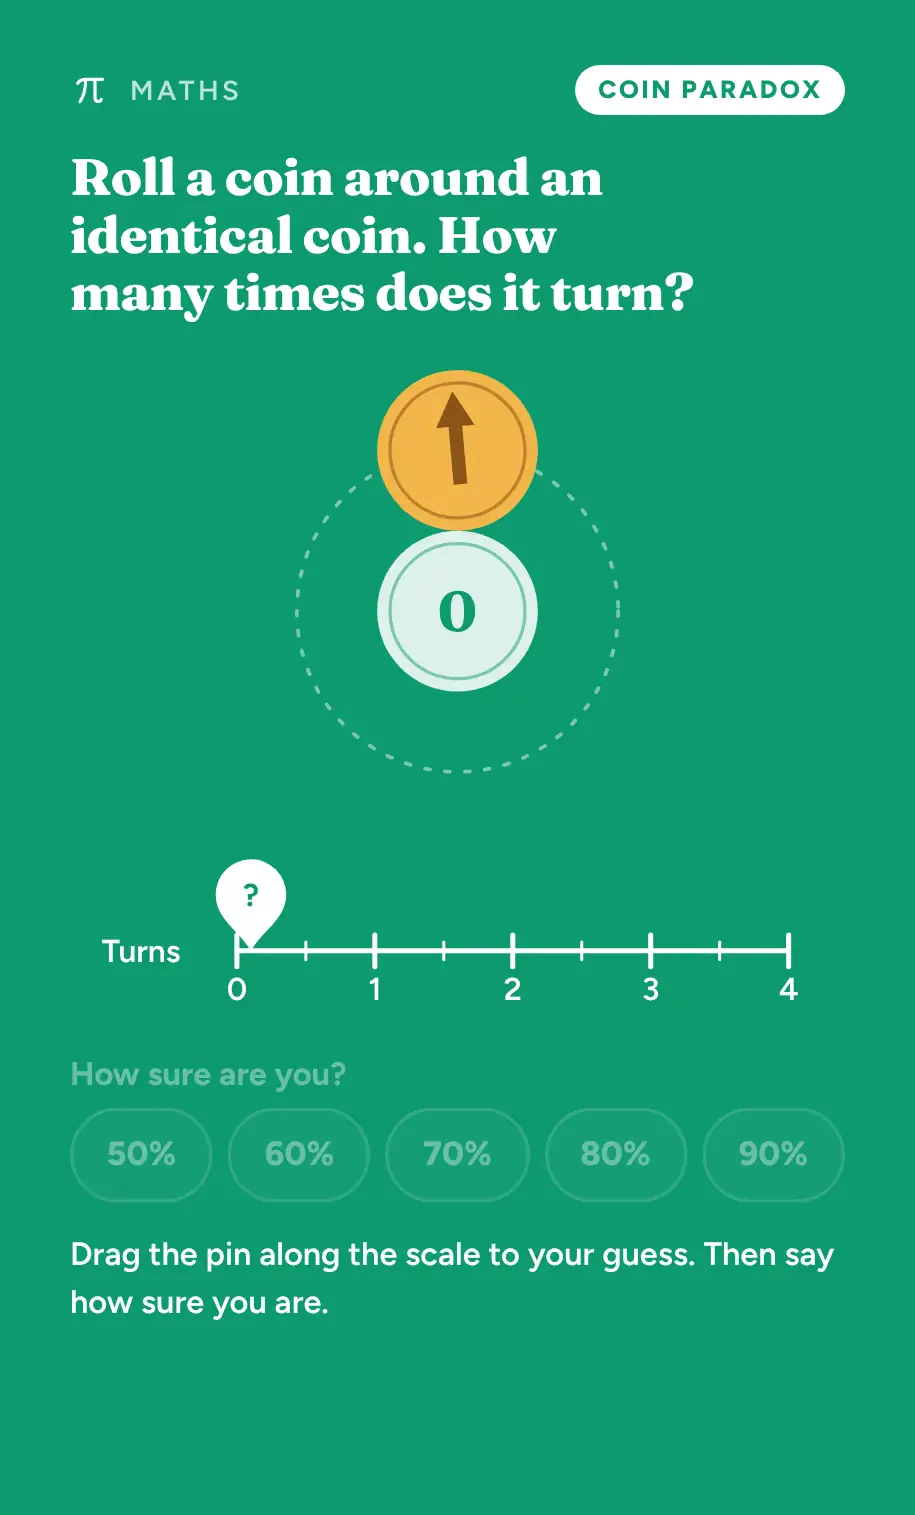 π MATHS
COIN PARADOX
Roll a coin around an
identical coin. How
many times does it turn?
0
?
Turns
0 1 2 3 4
How sure are you?
50% 60% 70% 80% 90%
Drag the pin along the scale to your guess. Then say
how sure you are.